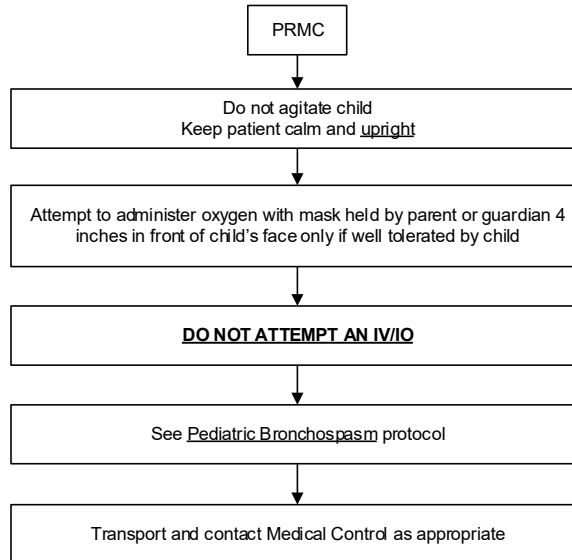 PRMC
Do not agitate child
Keep patient calm and upright
Attempt to administer oxygen with mask held by parent or guardian 4
inches in front of child's face only if well tolerated by child
DO NOT ATTEMPT AN IV/IO
See Pediatric Bronchospasm protocol
Transport and contact Medical Control as appropriate